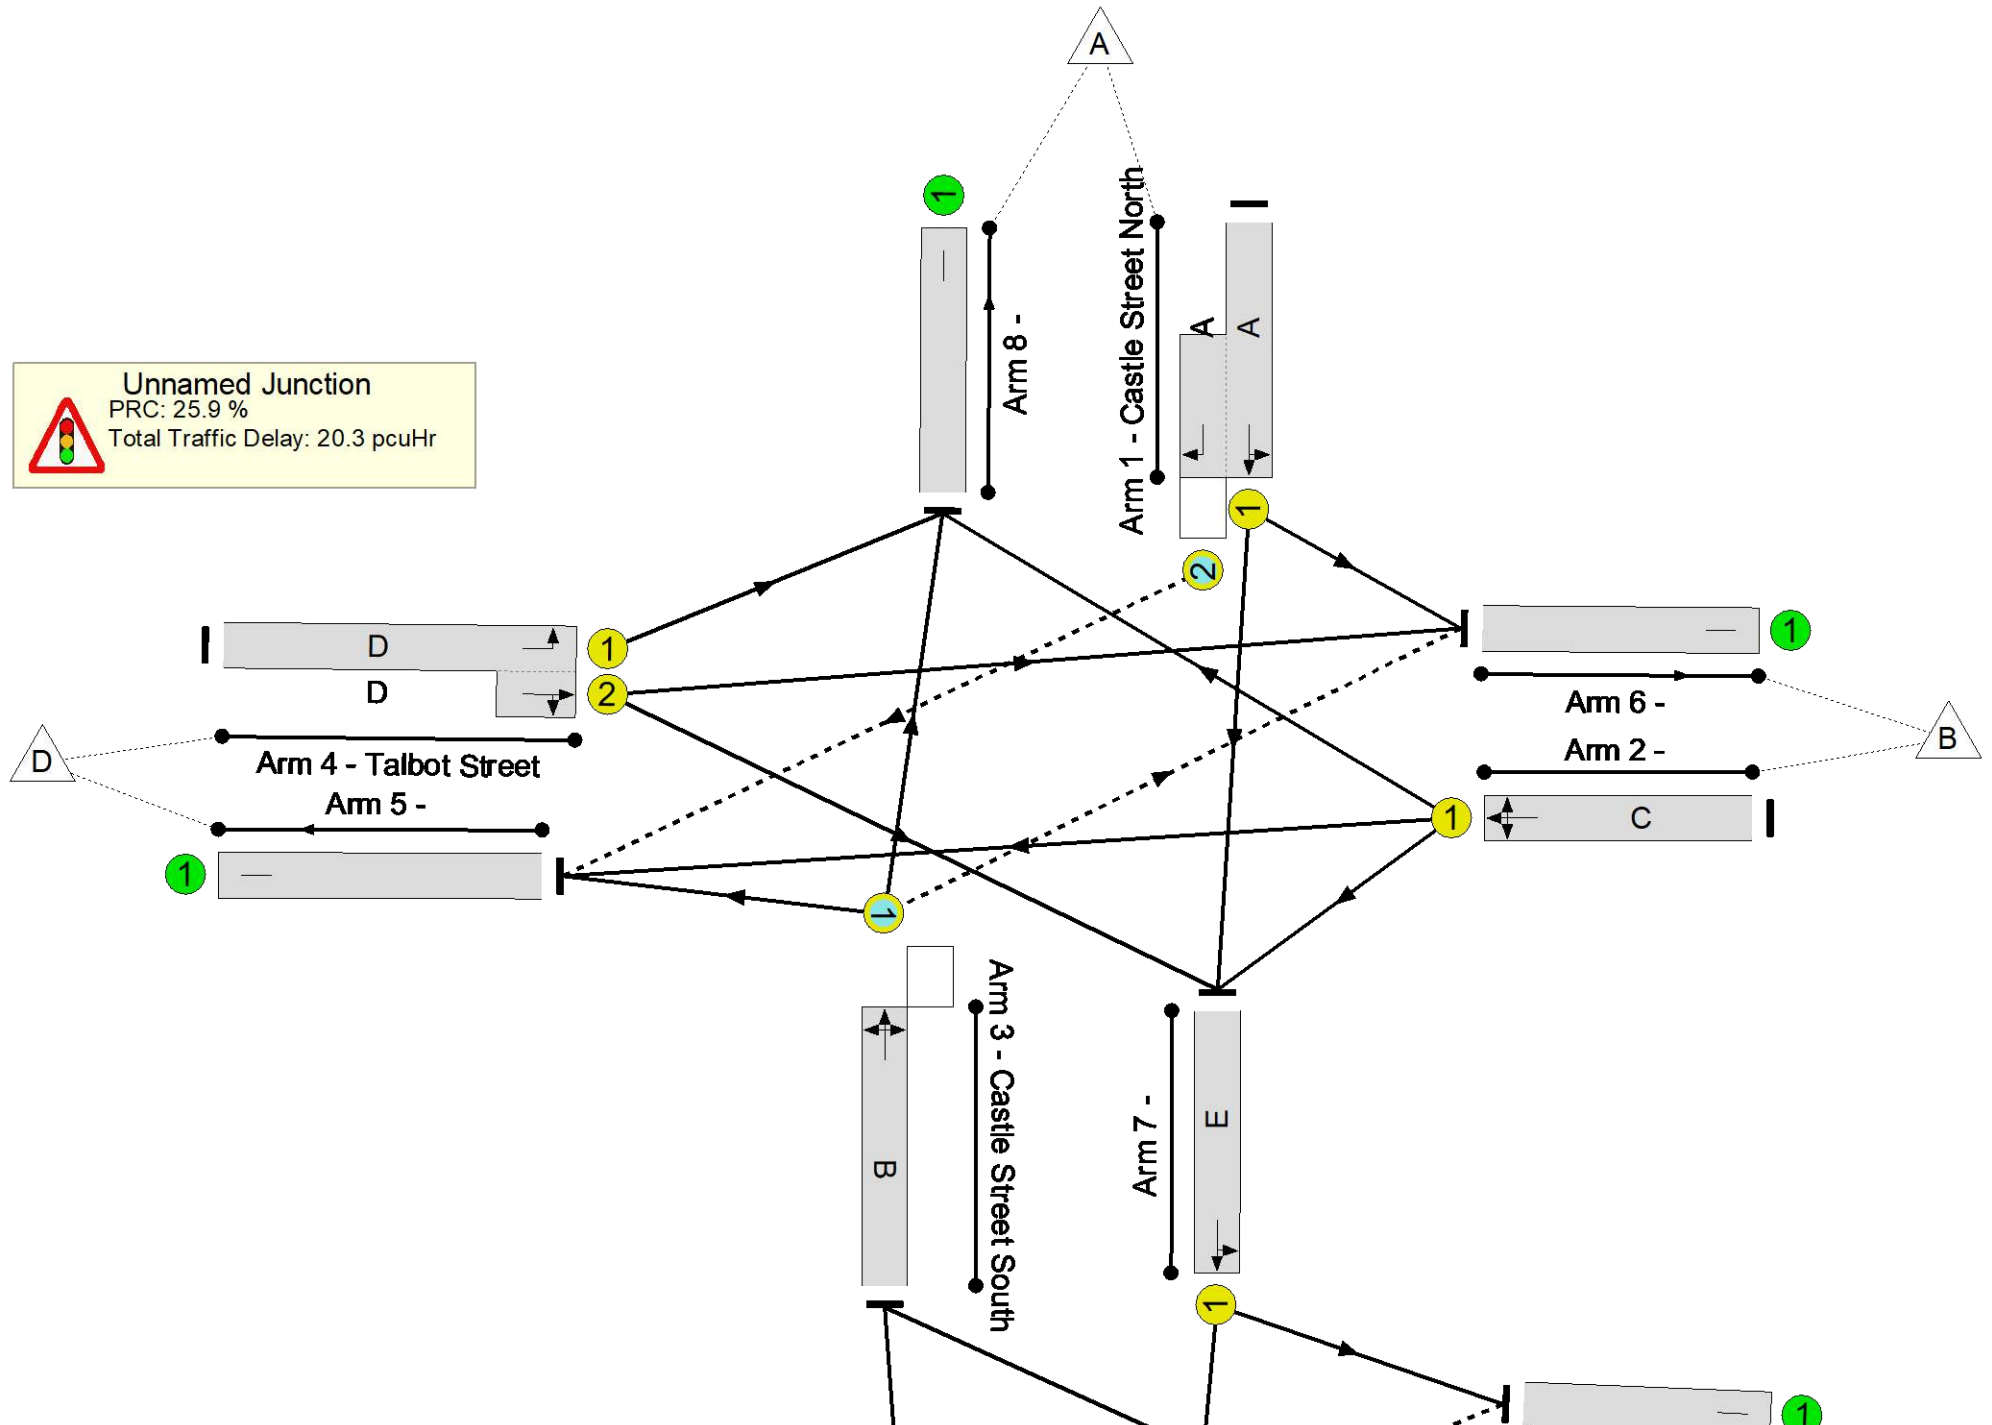 A
1
Arm 8 -
Arm 1 - Castle Street North
A
A
Unnamed Junction
PRC: 25.9 %
Total Traffic Delay: 20.3 pcuHr
1
2
D
1
D
2
1
Arm 6 -
Arm 2 -
B
D
Arm 4 - Talbot Street
Arm 5 -
1
C
1
1
Arm 3 - Castle Street South
B
Arm 7 -
E
1
1